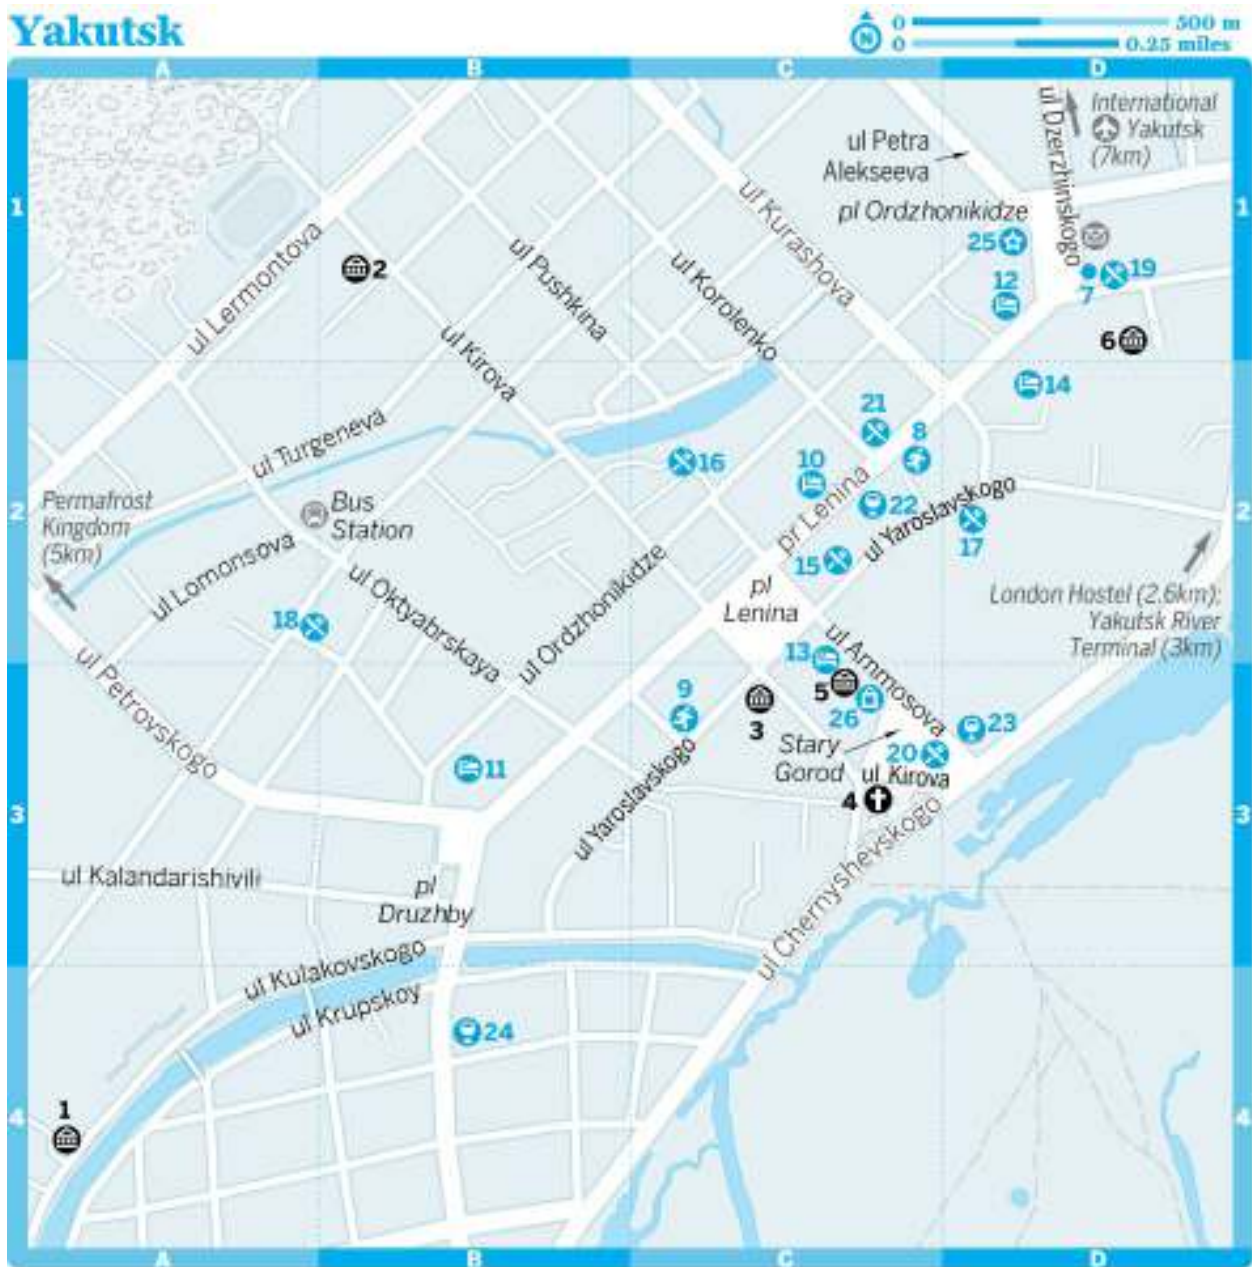 Yakutsk
0 500 m
0 0.25 miles
N
A
B
C
D
1
1
International
Yakutsk
(7km)
ul Dzerzhinskogo
ul Petra
Alekseeva
pl Ordzhonikidze
ul Kurashova
ul Korolenko
ul Pushkina
ul Kirova
ul Lermontova
2
25
12
7
19
6
14
21
8
16
10
22
17
15
ul Turgeneva
Bus
Station
Permafrost
Kingdom
(5km)
2
2
ul Lomonsova
ul Oktyabrskaya
ul Ordzhonikidze
pr Lenina
ul Yaroslavskogo
pl
Lenina
London Hostel (2.6km);
Yakutsk River
Terminal (3km)
18
13
ul Ammosova
ul Petrovskogo
9
3
5
26
23
Stary
Gorod
20
ul Kirova
4
11
ul Yaroslavskogo
ul Chernyshevskogo
3
3
ul Kalandarishivili
pl
Druzhby
ul Kulakovskogo
ul Krupskoy
24
1
4
4
A
B
C
D